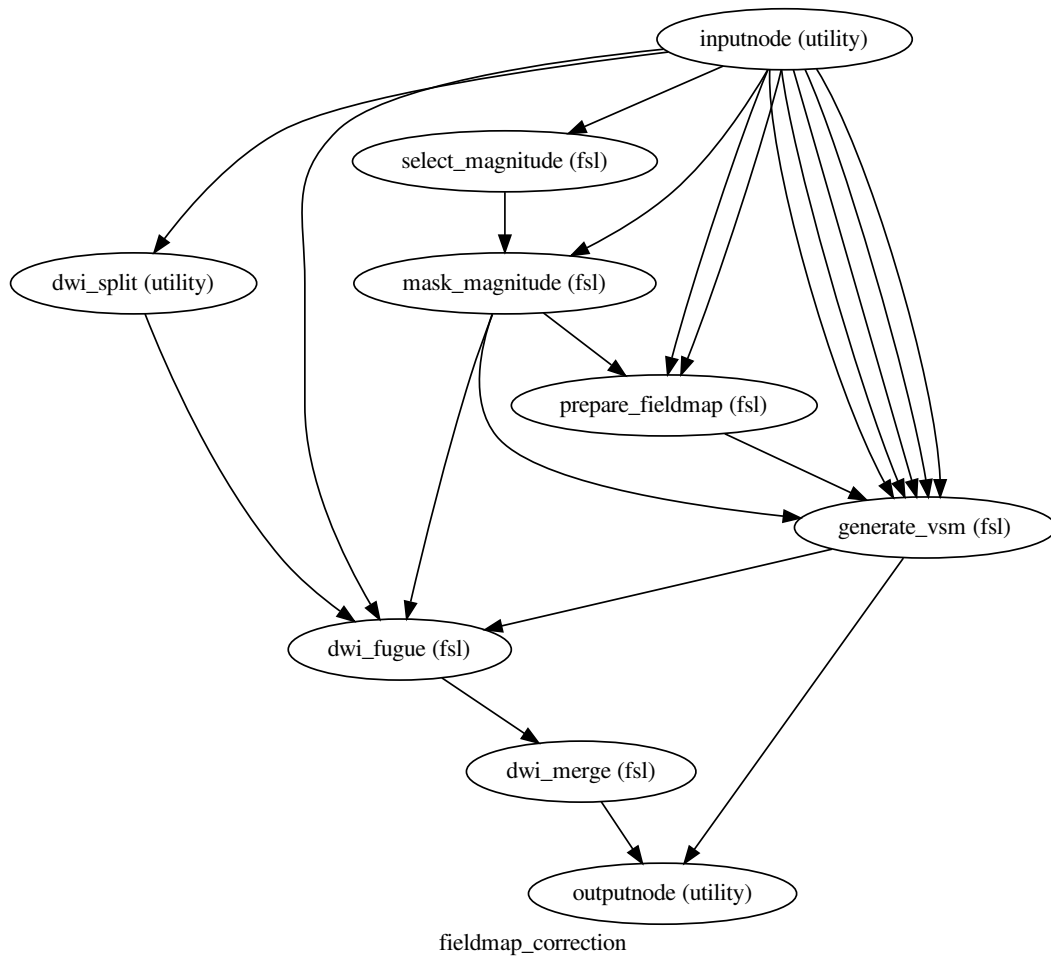 inputnode (utility)
select_magnitude (fsl)
dwi_split (utility)
mask_magnitude (fsl)
prepare_fieldmap (fsl)
generate_vsm (fsl)
dwi_fugue (fsl)
dwi_merge (fsl)
outputnode (utility)
fieldmap_correction